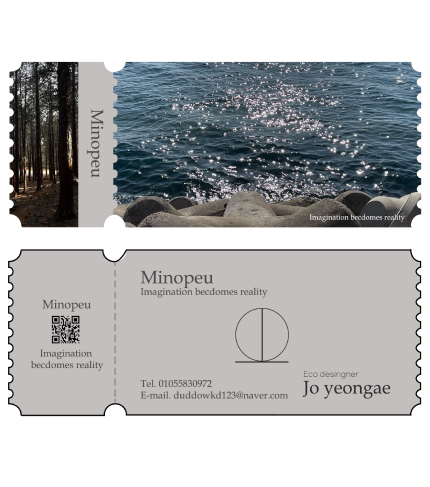 Minopeu
Imagination becdomes reality
Minopeu
Imagination
becdomes reality
Minopeu
Imagination becdomes reality
Tel. 01055830972
E-mail. duddowkd123@naver.com
Eco desingner
Jo yeongae